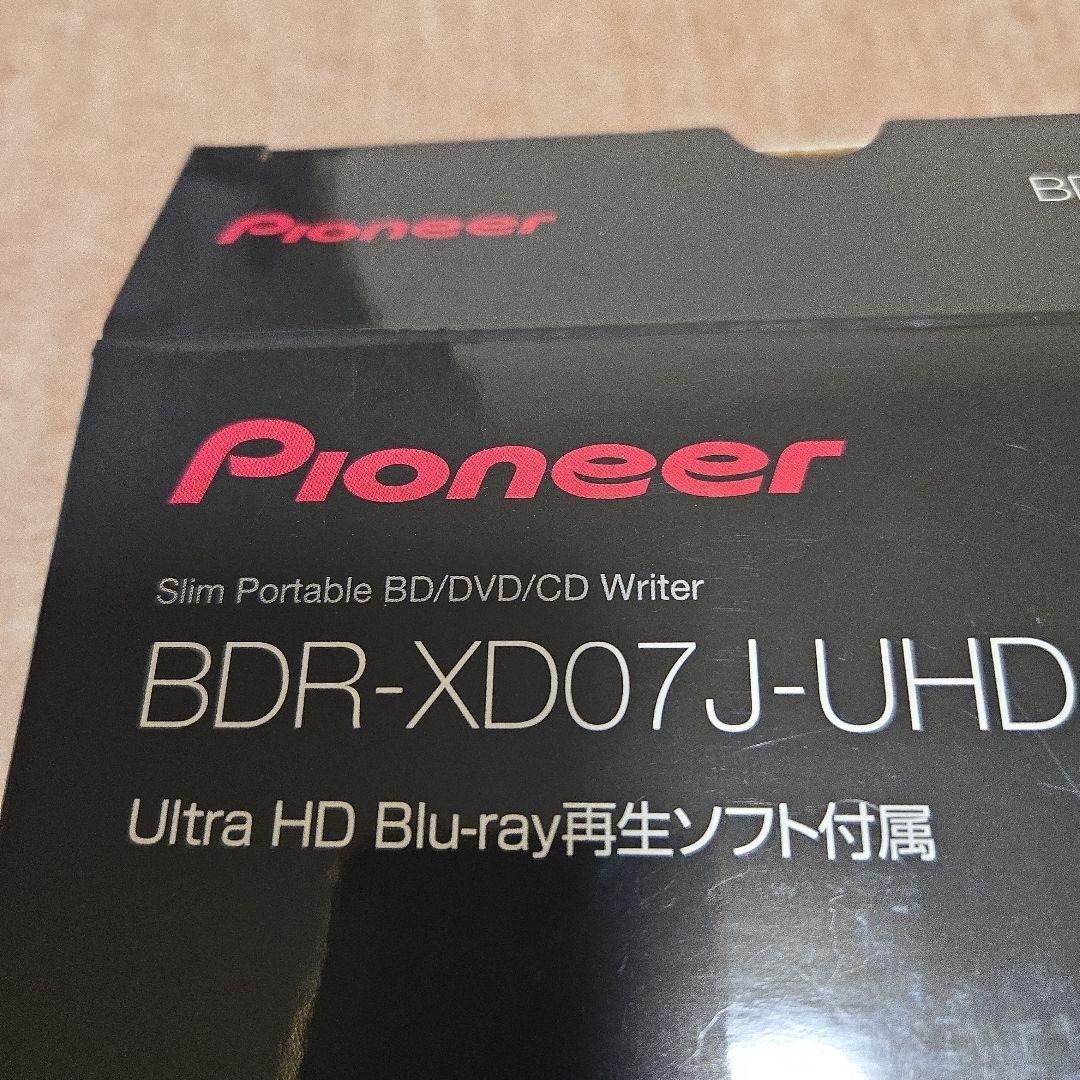 Pioneer
Pioneer
Slim Portable BD/DVD/CD Writer
BDR-XD07J-UHD
Ultra HD Blu-ray再生ソフト付属